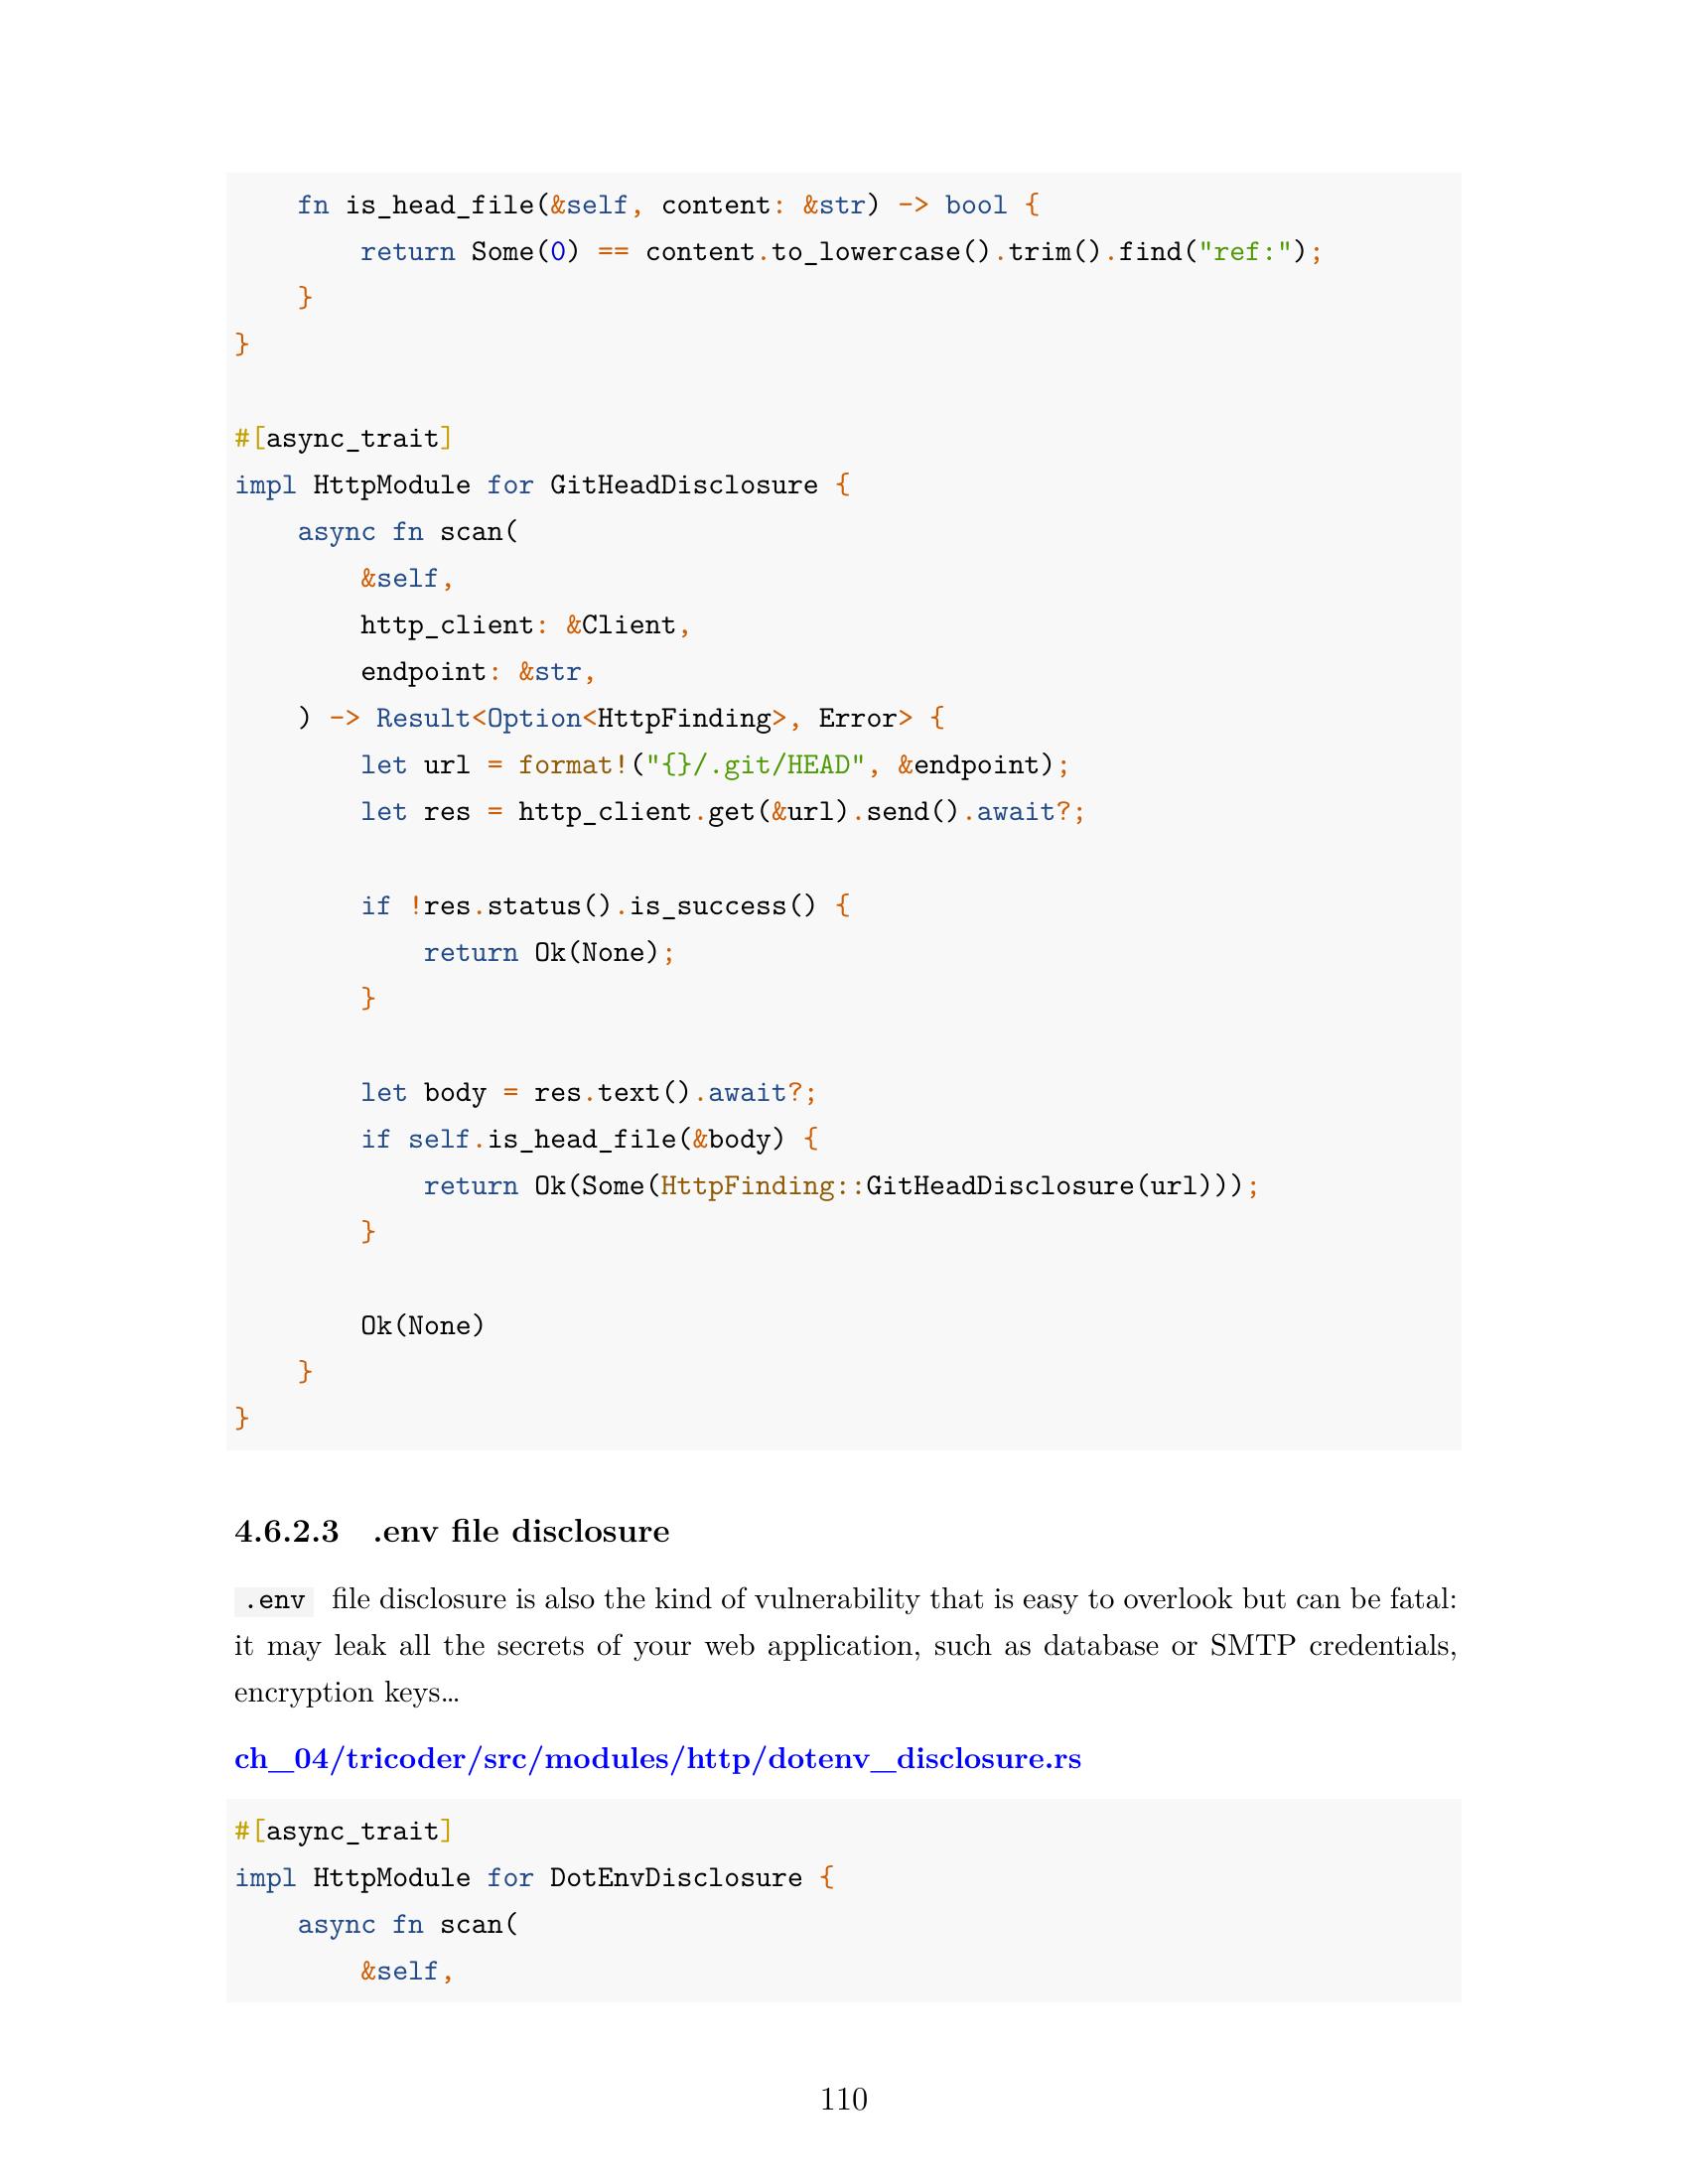 fn is_head_file(&self, content: &str) -> bool {
        return Some(0) == content.to_lowercase().trim().find("ref:");
    }
}

#[async_trait]
impl HttpModule for GitHeadDisclosure {
    async fn scan(
        &self,
        http_client: &Client,
        endpoint: &str,
    ) -> Result<Option<HttpFinding>, Error> {
        let url = format!("{}/.git/HEAD", &endpoint);
        let res = http_client.get(&url).send().await?;

        if !res.status().is_success() {
            return Ok(None);
        }

        let body = res.text().await?;
        if self.is_head_file(&body) {
            return Ok(Some(HttpFinding::GitHeadDisclosure(url)));
        }

        Ok(None)
    }
}

4.6.2.3 .env file disclosure
.env file disclosure is also the kind of vulnerability that is easy to overlook but can be fatal:
it may leak all the secrets of your web application, such as database or SMTP credentials,
encryption keys…
ch_04/tricoder/src/modules/http/dotenv_disclosure.rs
#[async_trait]
impl HttpModule for DotEnvDisclosure {
    async fn scan(
        &self,
110